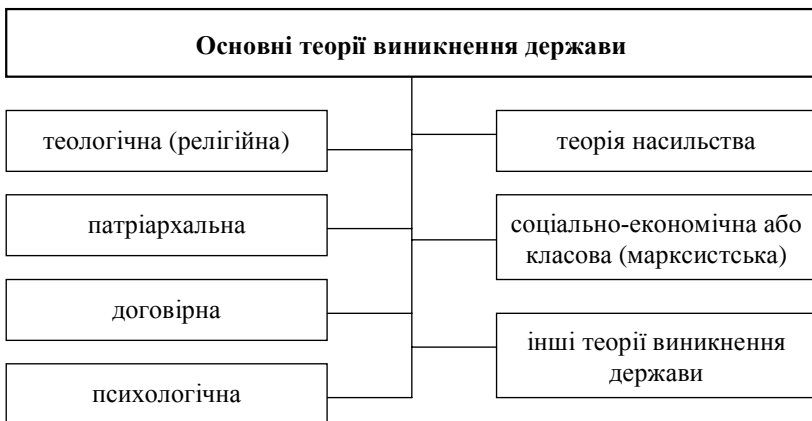 Основні теорії виникнення держави
теологічна (релігійна)
патріархальна
договірна
психологічна
теорія насильства
соціально-економічна або
класова (марксистська)
інші теорії виникнення
держави